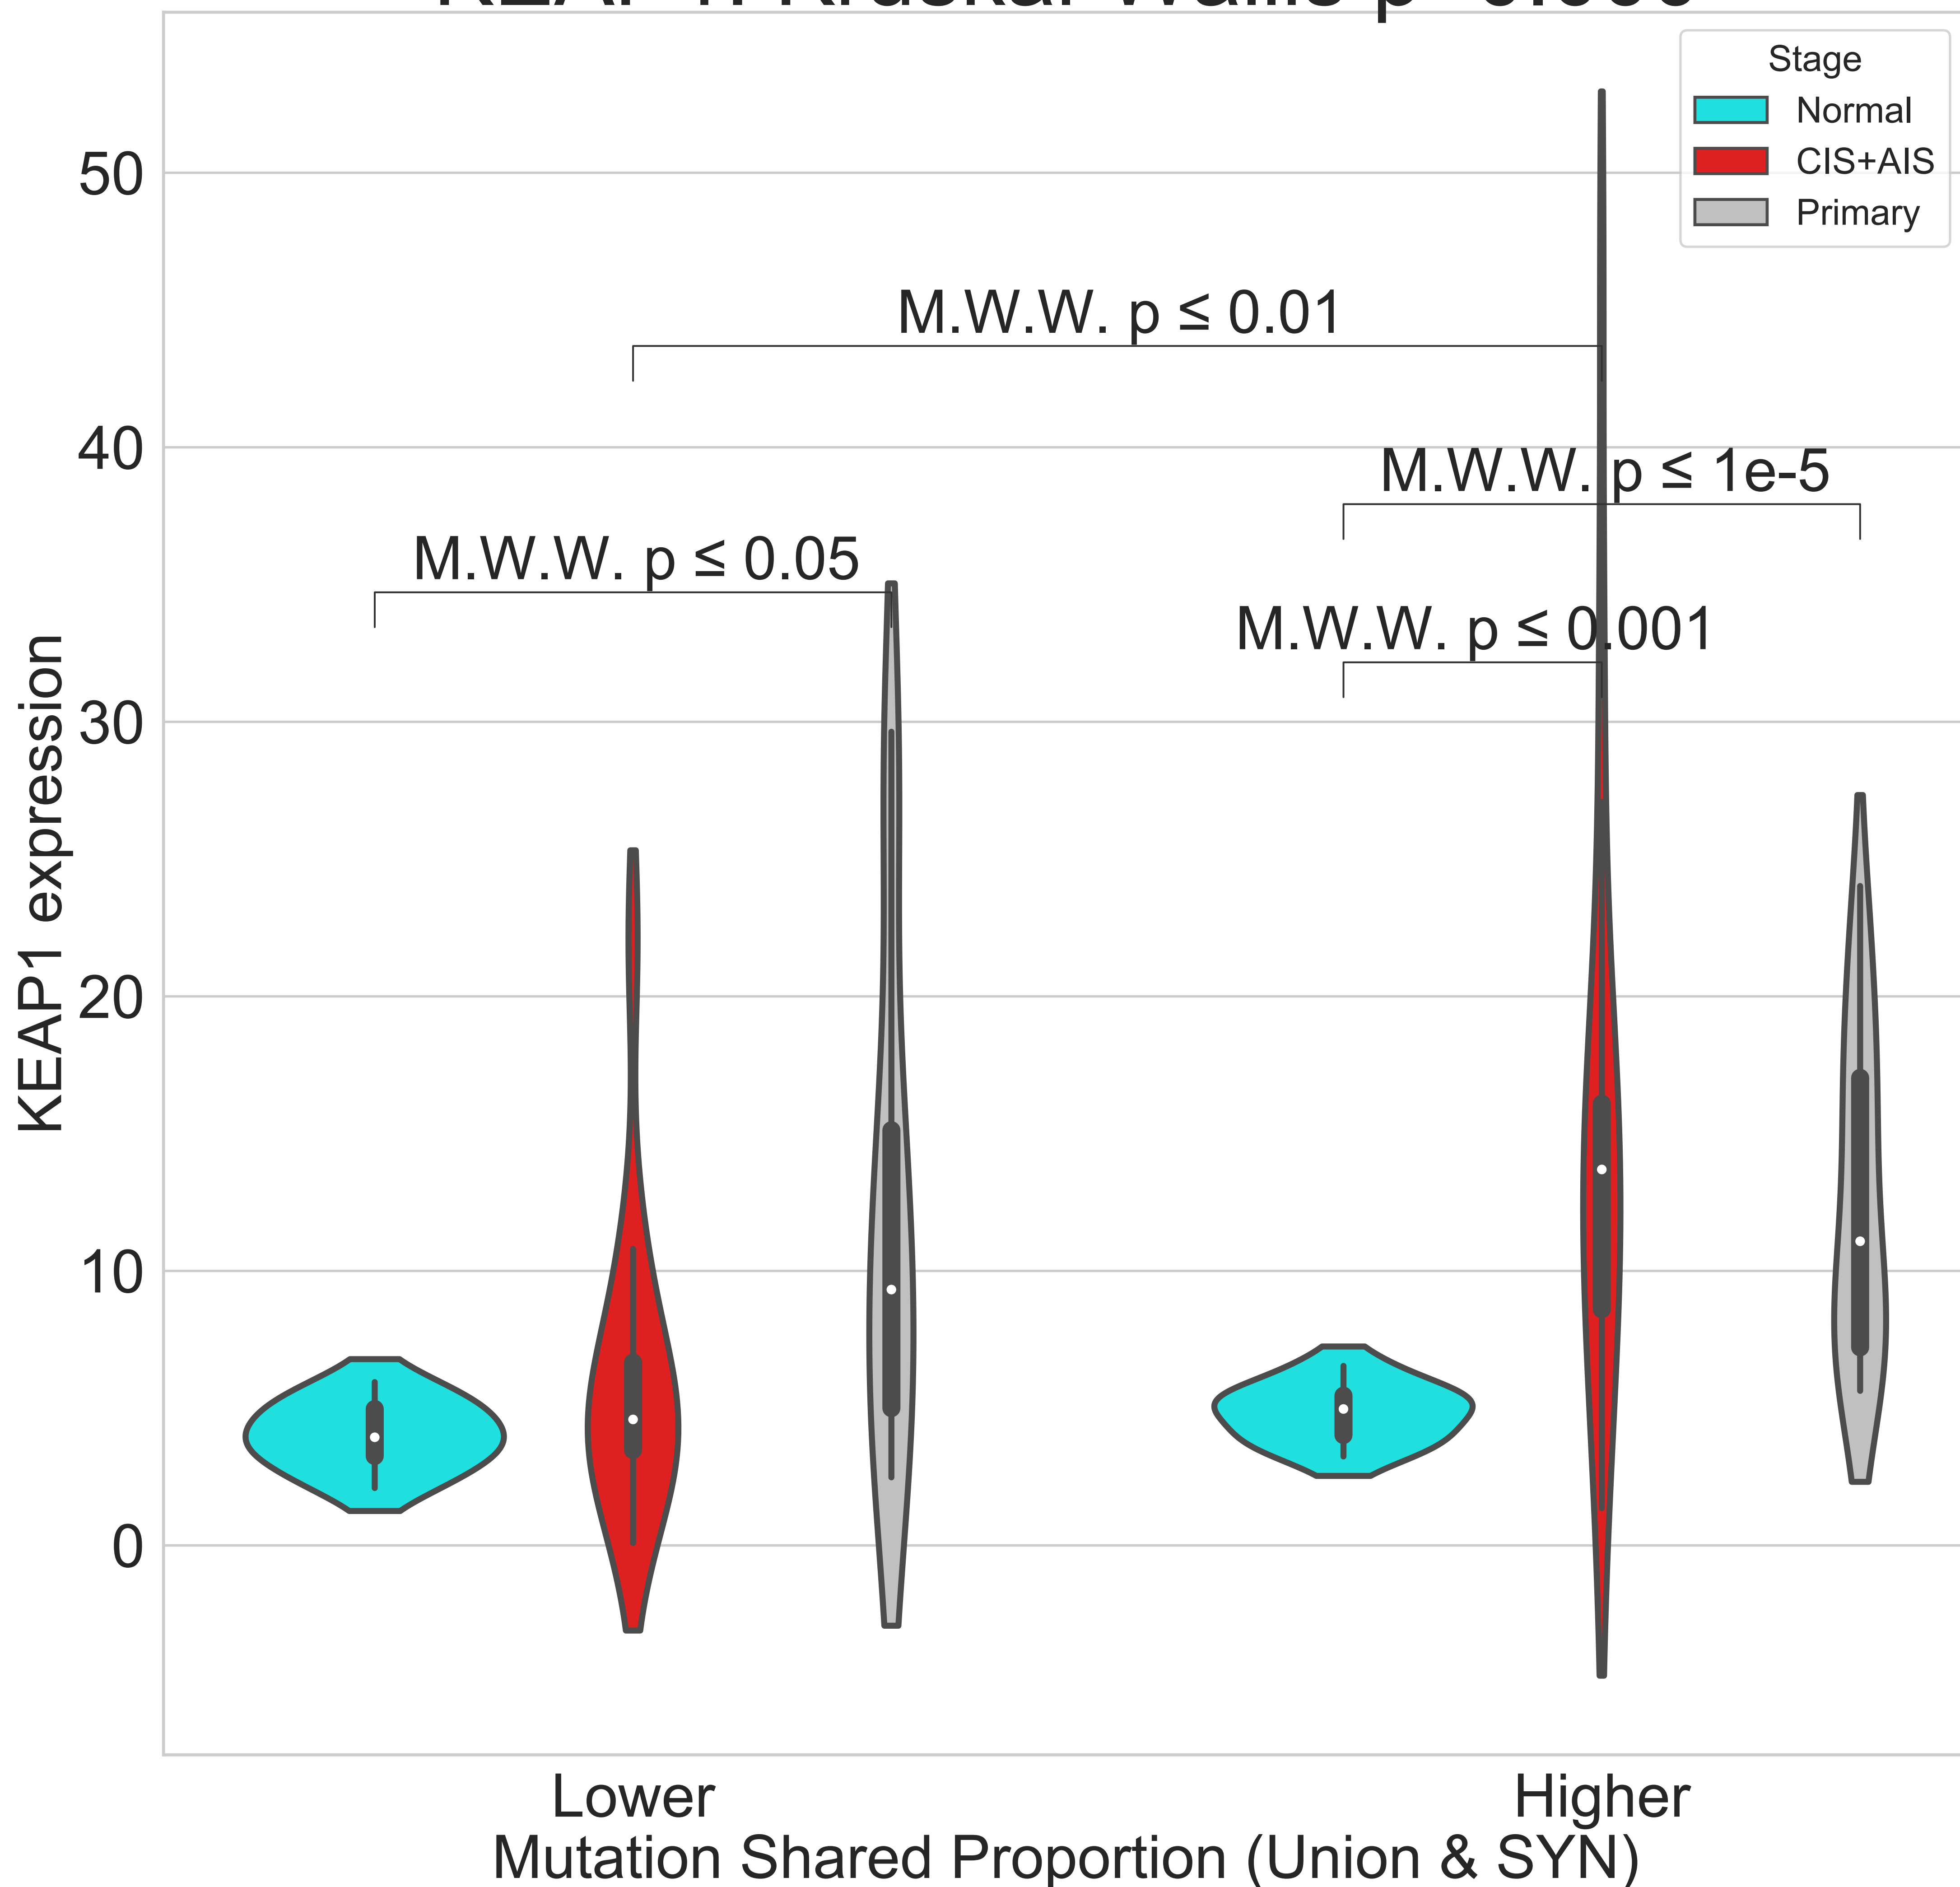 Stage
Normal
CIS+AIS
Primary
50
40
30
20
10
0
KEAP1 expression
M.W.W. p ≤ 0.01
M.W.W. p ≤ 1e-5
M.W.W. p ≤ 0.05
M.W.W. p ≤ 0.001
Lower
Higher
Mutation Shared Proportion (Union & SYN)